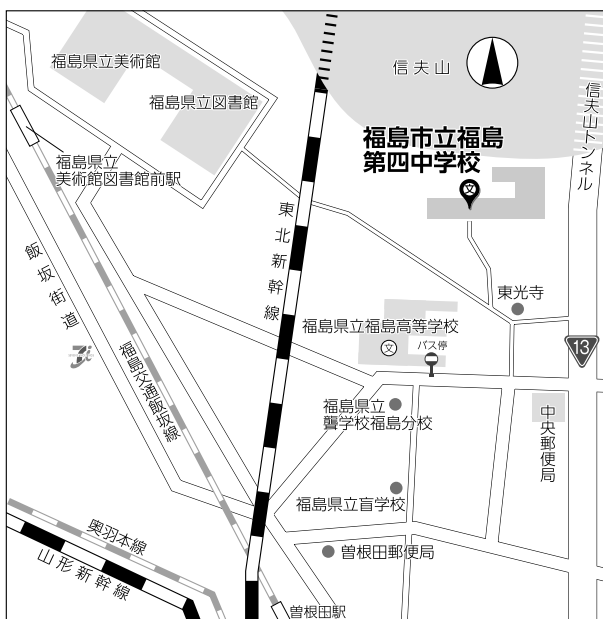 福島県立美術館
信夫山
福島県立図書館
信夫山トンネル
福島市立福島
第四中学校
文
福島県立
美術館図書館前駅
東北新幹線
飯坂街道
東光寺
福島県立福島高等学校
文
バス停
13
福島交通飯坂線
福島県立
聾学校福島分校
中央郵便局
福島県立盲学校
奥羽本線
山形新幹線
曽根田郵便局
曽根田駅